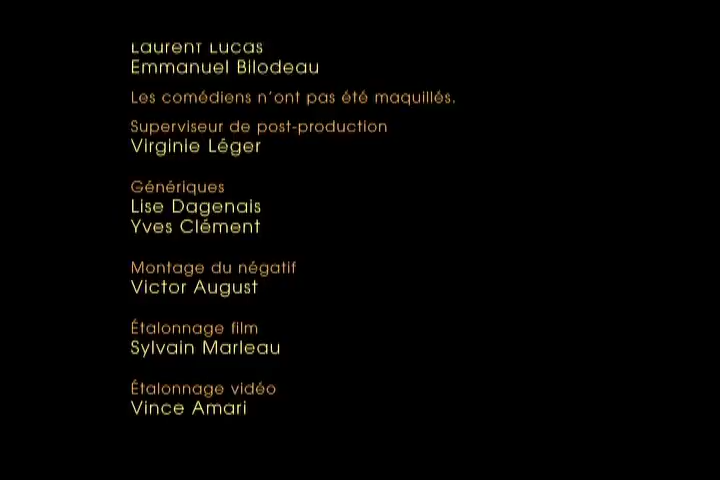 Laurent Lucas
Emmanuel Bilodeau
Les comédiens n'ont pas été maquillés.
Superviseur de post-production
Virginie Léger
Génériques
Lise Dagenais
Yves Clément
Montage du négatif
Victor August
Étalonnage film
Sylvain Marleau
Étalonnage vidéo
Vince Amari